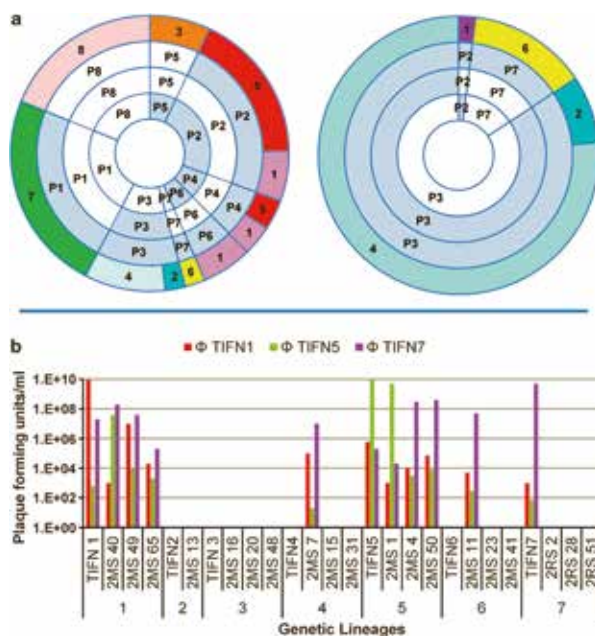 a
3
1
5
1
1
6
2
4
7
8
P5
P2
P4
P6
P7
P3
P1
P8
P5
P2
P4
P6
P7
P3
P1
P8
P5
P2
P4
P6
P7
P3
P1
P8
1
6
2
4
P2
P7
P3
P2
P7
P3
P2
P7
P3
b
Φ TIFN1
Φ TIFN5
Φ TIFN7
Plaque forming units/ml
1.E+10
1.E+08
1.E+06
1.E+04
1.E+02
1.E+00
TIFN 1
2MS 40
2MS 49
2MS 65
TIFN2
2MS 13
TIFN 3
2MS 16
2MS 20
2MS 48
TIFN4
2MS 7
2MS 15
2MS 31
TIFN5
2MS 1
2MS 4
2MS 50
TIFN6
2MS 11
2MS 23
2MS 41
TIFN7
2RS 2
2RS 28
2RS 51
1 2 3 4 5 6 7
Genetic Lineages